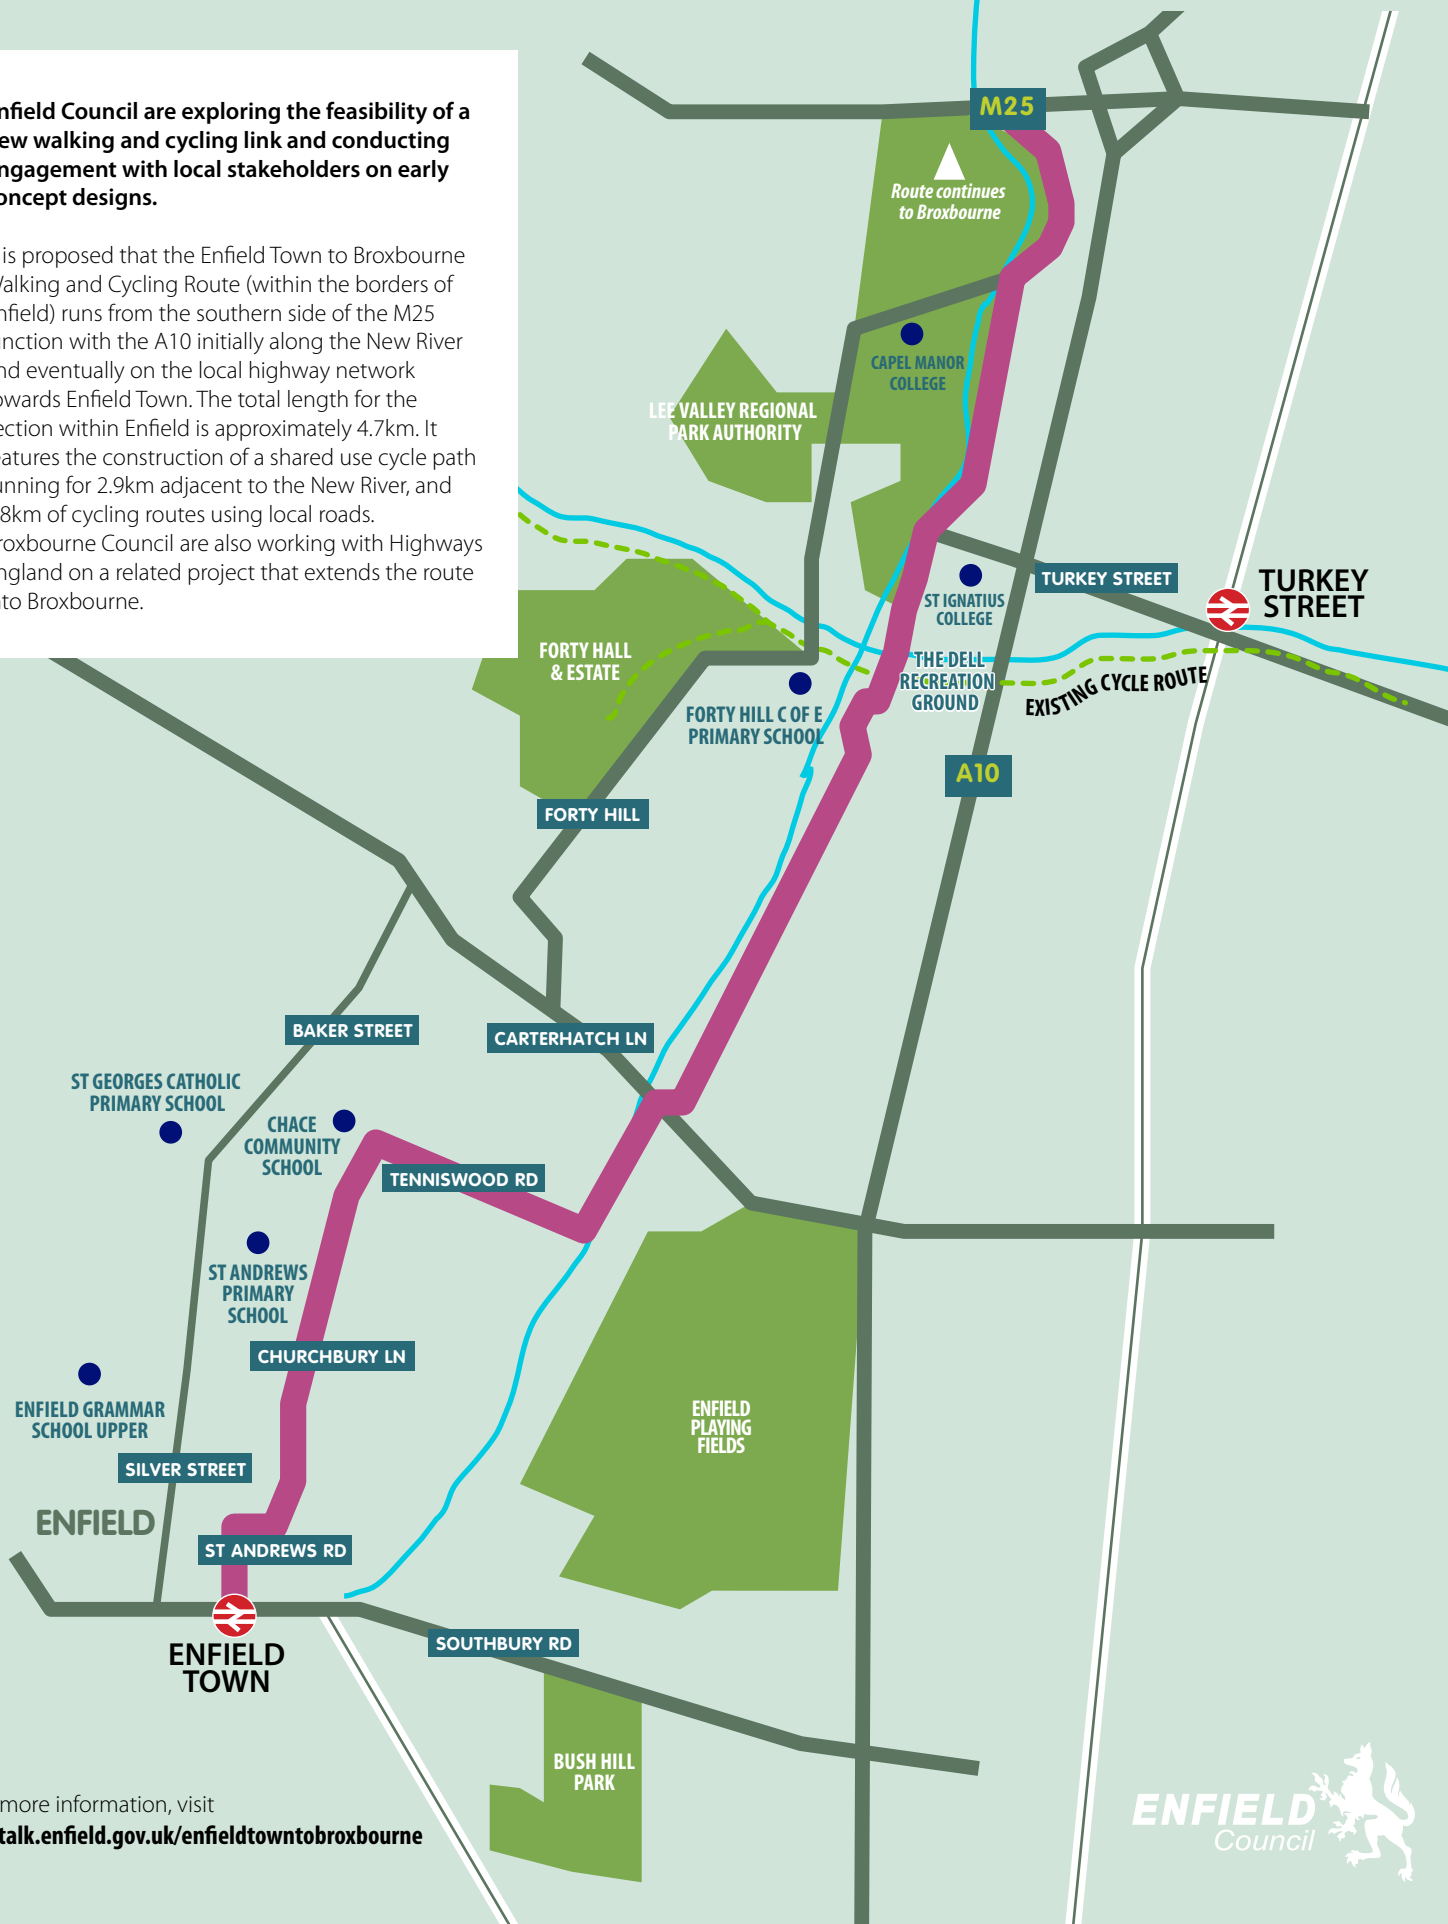 nfield Council are exploring the feasibility of a
ew walking and cycling link and conducting
ngagement with local stakeholders on early
oncept designs.
is proposed that the Enfield Town to Broxbourne
Valking and Cycling Route (within the borders of
nfield) runs from the southern side of the M25
unction with the A10 initially along the New River
nd eventually on the local highway network
owards Enfield Town. The total length for the
ection within Enfield is approximately 4.7km. It
eatures the construction of a shared use cycle path
unning for 2.9km adjacent to the New River, and
.8km of cycling routes using local roads.
roxbourne Council are also working with Highways
ngland on a related project that extends the route
nto Broxbourne.
M25
Route continues
to Broxbourne
CAPEL MANOR
COLLEGE
LEE VALLEY REGIONAL
PARK AUTHORITY
TURKEY STREET
TURKEY
STREET
ST IGNATIUS
COLLEGE
FORTY HALL
& ESTATE
THE DELL
RECREATION
GROUND
EXISTING CYCLE ROUTE
FORTY HILL C OF E
PRIMARY SCHOOL
A10
FORTY HILL
BAKER STREET
CARTERHATCH LN
ST GEORGES CATHOLIC
PRIMARY SCHOOL
CHACE
COMMUNITY
SCHOOL
TENNISWOOD RD
ST ANDREWS
PRIMARY
SCHOOL
CHURCHBURY LN
ENFIELD GRAMMAR
SCHOOL UPPER
ENFIELD
PLAYING
FIELDS
SILVER STREET
ENFIELD
ST ANDREWS RD
ENFIELD
TOWN
SOUTHBURY RD
BUSH HILL
PARK
more information, visit
talk.enfield.gov.uk/enfieldtowntobroxbourne
ENFIELD
Council